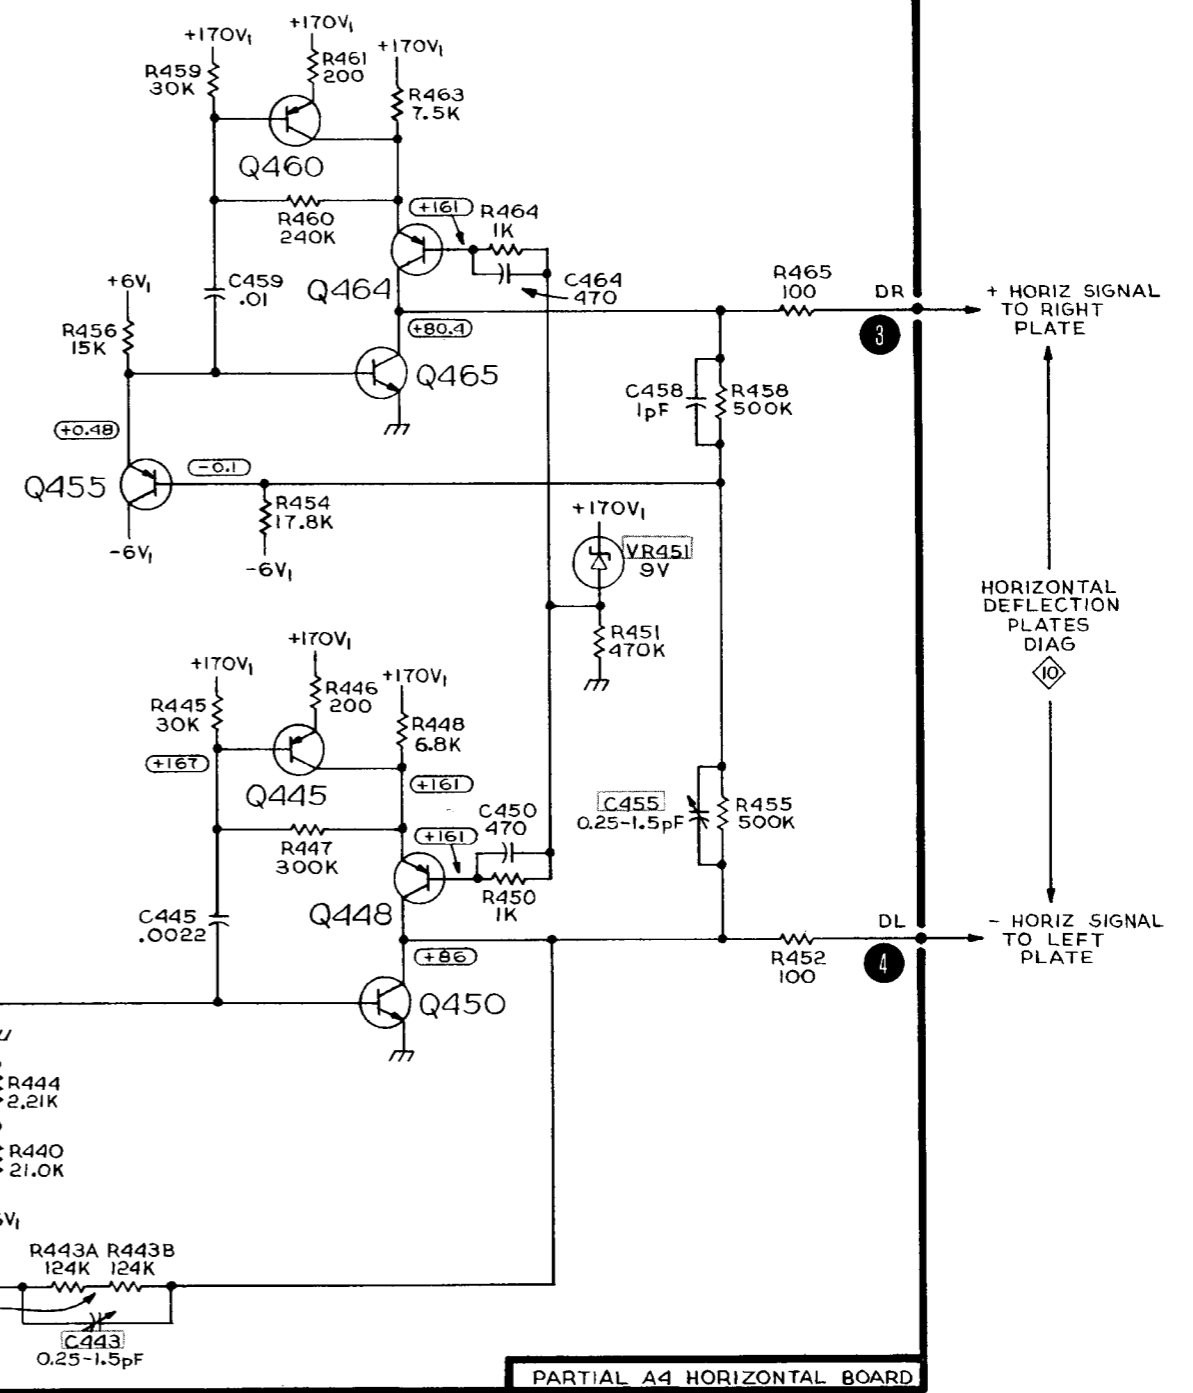 +170V1
+170V1
+170V1
R459
30K
R461
200
R463
7.5K
Q460
R460
240K
+161
R464
1K
+6V1
C459
.01
Q464
C464
470
R465
100
DR
+ HORIZ SIGNAL
TO RIGHT
PLATE
3
R456
15K
+80.4
Q465
C458
1pF
R458
500K
+0.48
-0.1
Q455
R454
17.8K
-6V1
-6V1
+170V1
VR451
9V
HORIZONTAL
DEFLECTION
PLATES
DIAG
10
R451
470K
+170V1
+170V1
+170V1
R445
30K
R446
200
R448
6.8K
+167
+161
Q445
C450
470
+161
C455
0.25-1.5pF
R455
500K
R447
300K
R450
1K
C445
.0022
Q448
DL
- HORIZ SIGNAL
TO LEFT
PLATE
+86
R452
100
4
Q450
R444
2.21K
R440
21.0K
V1
R443A R443B
124K 124K
C443
0.25-1.5pF
PARTIAL A4 HORIZONTAL BOARD